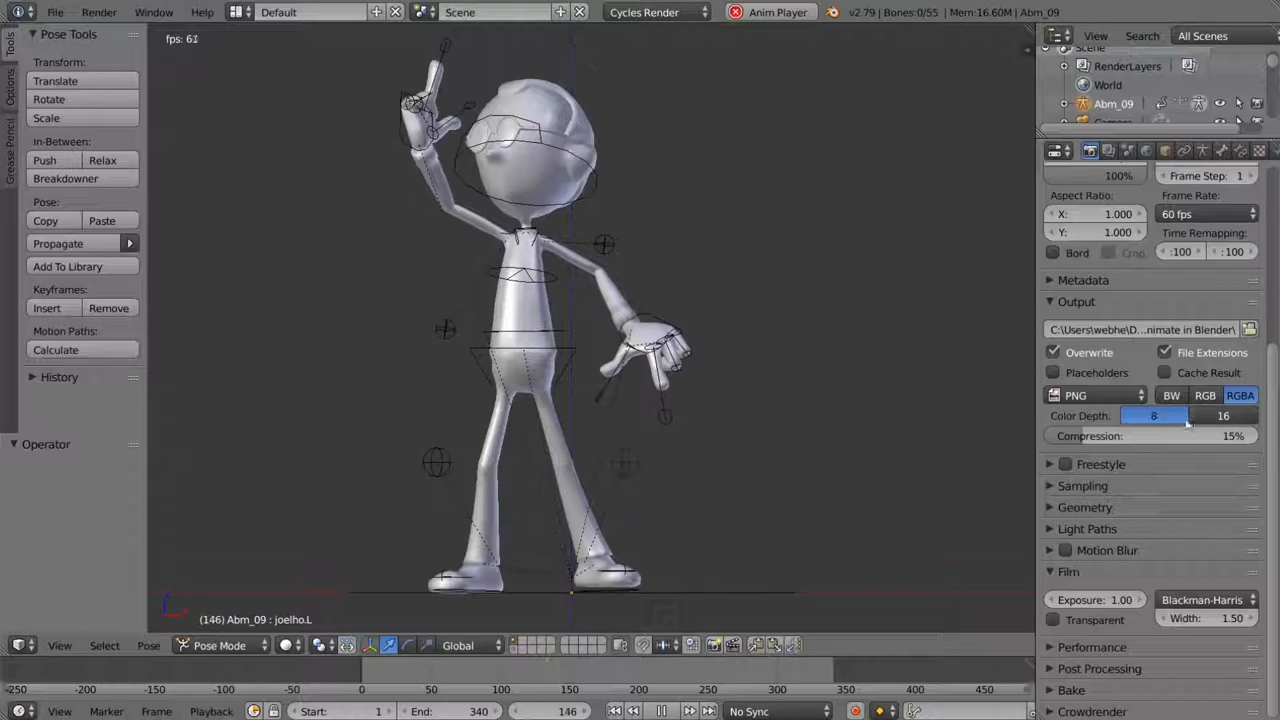 File Render Window Help Default Scene Cycles Render Anim Player v2.79 | Bones:0/55 | Mem:16.60M | Abm_09
Tools
Options
Grease Pencil
Pose Tools
Transform:
Translate
Rotate
Scale
In-Between:
Push Relax
Breakdowner
Pose:
Copy Paste
Propagate
Add To Library
Keyframes:
Insert Remove
Motion Paths:
Calculate
History
Operator
(146) Abm_09 : joelho.L
View Select Pose Pose Mode Global
View Search All Scenes
Scene
RenderLayers
World
Abm_09
100% Frame Step: 1
Aspect Ratio: Frame Rate:
X: 1.000 60 fps
Y: 1.000 Time Remapping:
Bord Crop :100 :100
Metadata
Output
C:\Users\webhe\D...nimate in Blender\
Overwrite File Extensions
Placeholders Cache Result
PNG BW RGB RGBA
Color Depth: 8 16
Compression: 15%
Freestyle
Sampling
Geometry
Light Paths
Motion Blur
Film
Exposure: 1.00 Blackman-Harris
Transparent Width: 1.50
Performance
Post Processing
Bake
Crowdrender
-250 -200 -150 -100 -50 0 50 100 150 200 250 300 350 400 450
View Marker Frame Playback Start: 1 End: 340 146 No Sync